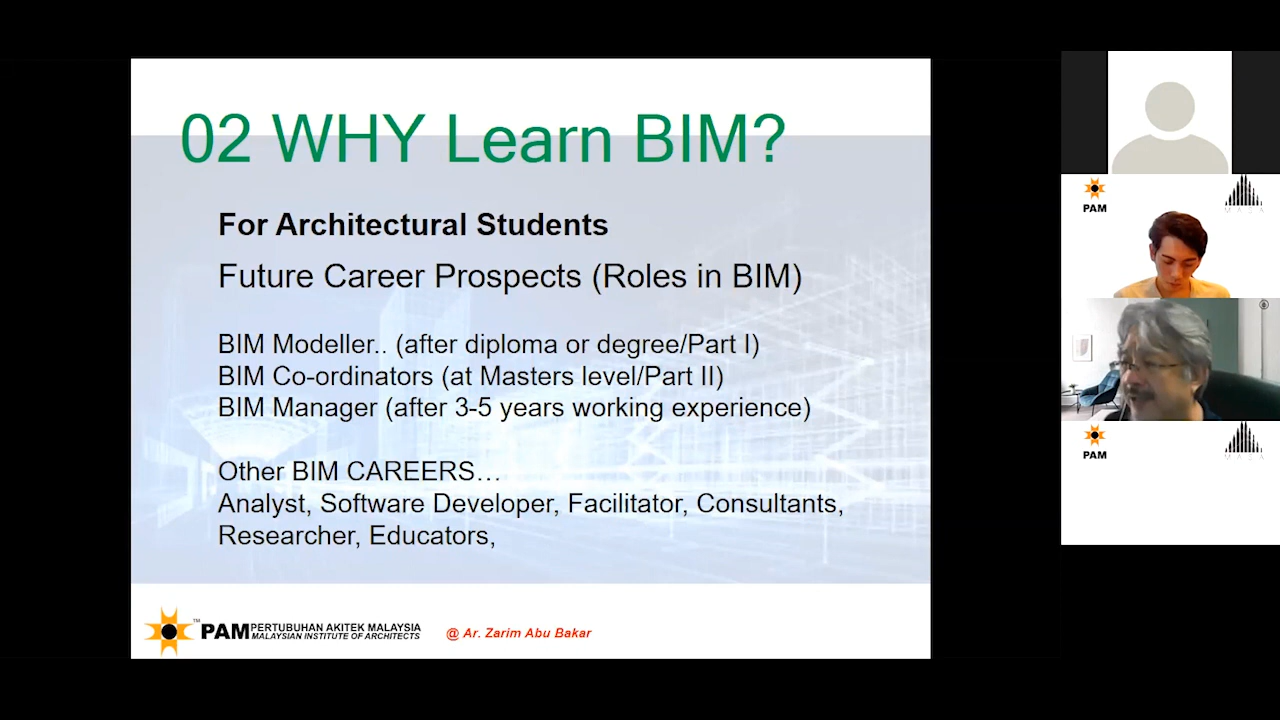 02 WHY Learn BIM?
For Architectural Students
Future Career Prospects (Roles in BIM)
BIM Modeller.. (after diploma or degree/Part I)
BIM Co-ordinators (at Masters level/Part II)
BIM Manager (after 3-5 years working experience)
Other BIM CAREERS…
Analyst, Software Developer, Facilitator, Consultants,
Researcher, Educators,
PAM™ PERTUBUHAN AKITEK MALAYSIA
MALAYSIAN INSTITUTE OF ARCHITECTS
@ Ar. Zarim Abu Bakar
PAM
PAM